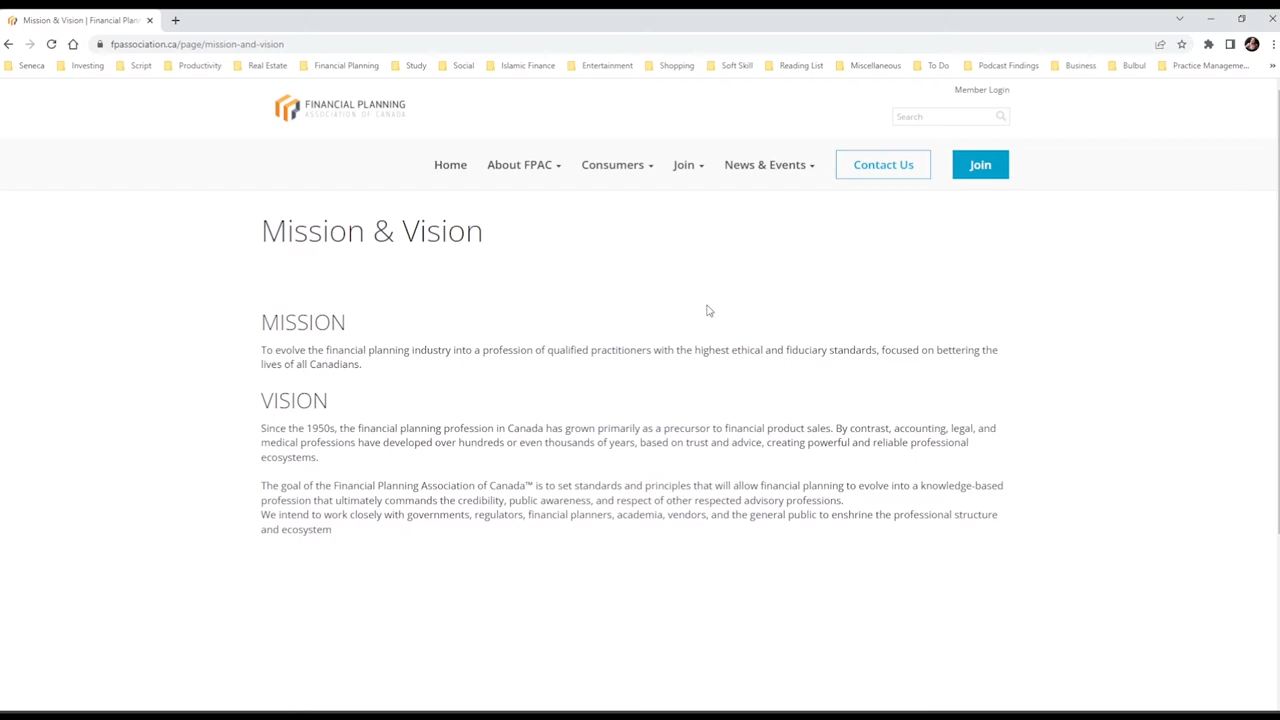 Mission & Vision | Financial Plan
fpassociation.ca/page/mission-and-vision
Seneca Investing Script Productivity Real Estate Financial Planning Study Social Islamic Finance Entertainment Shopping Soft Skill Reading List Miscellaneous To Do Podcast Findings Business Bulbul Practice Manageme...
Member Login
FINANCIAL PLANNING
ASSOCIATION OF CANADA
Search
Home About FPAC Consumers Join News & Events Contact Us Join
Mission & Vision
MISSION
To evolve the financial planning industry into a profession of qualified practitioners with the highest ethical and fiduciary standards, focused on bettering the
lives of all Canadians.
VISION
Since the 1950s, the financial planning profession in Canada has grown primarily as a precursor to financial product sales. By contrast, accounting, legal, and
medical professions have developed over hundreds or even thousands of years, based on trust and advice, creating powerful and reliable professional
ecosystems.
The goal of the Financial Planning Association of Canada™ is to set standards and principles that will allow financial planning to evolve into a knowledge-based
profession that ultimately commands the credibility, public awareness, and respect of other respected advisory professions.
We intend to work closely with governments, regulators, financial planners, academia, vendors, and the general public to enshrine the professional structure
and ecosystem